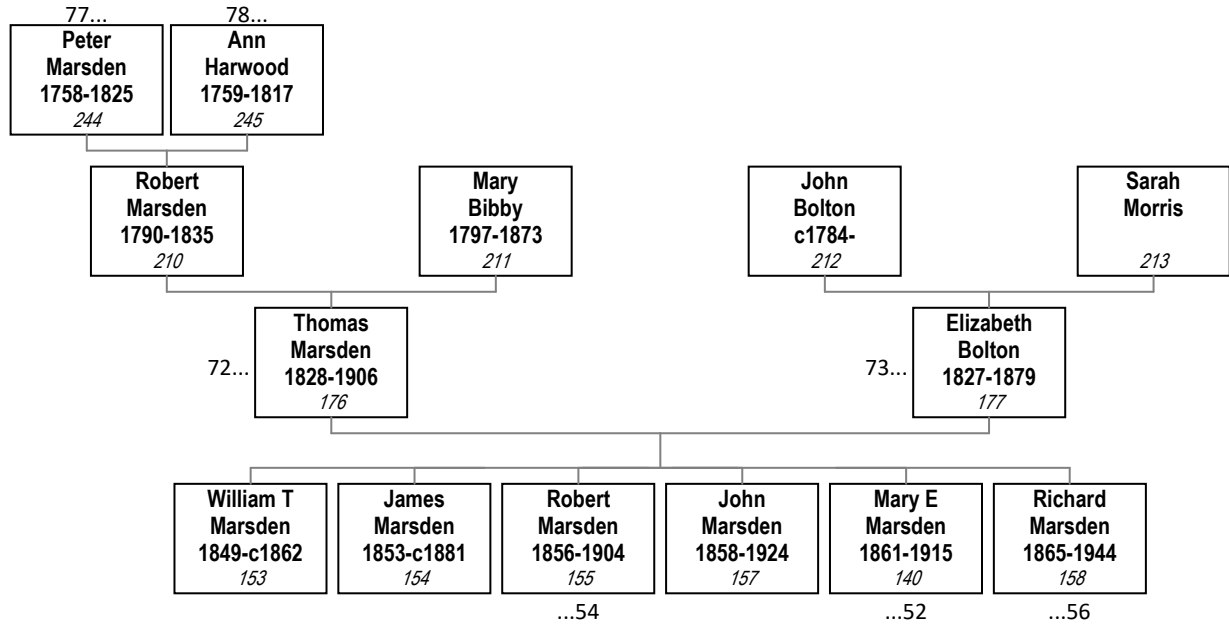 77...
78...
Peter
Marsden
1758-1825
244
Ann
Harwood
1759-1817
245
Robert
Marsden
1790-1835
210
Mary
Bibby
1797-1873
211
John
Bolton
c1784-
212
Sarah
Morris
213
72...
Thomas
Marsden
1828-1906
176
73...
Elizabeth
Bolton
1827-1879
177
William T
Marsden
1849-c1862
153
James
Marsden
1853-c1881
154
Robert
Marsden
1856-1904
155
...54
John
Marsden
1858-1924
157
Mary E
Marsden
1861-1915
140
...52
Richard
Marsden
1865-1944
158
...56